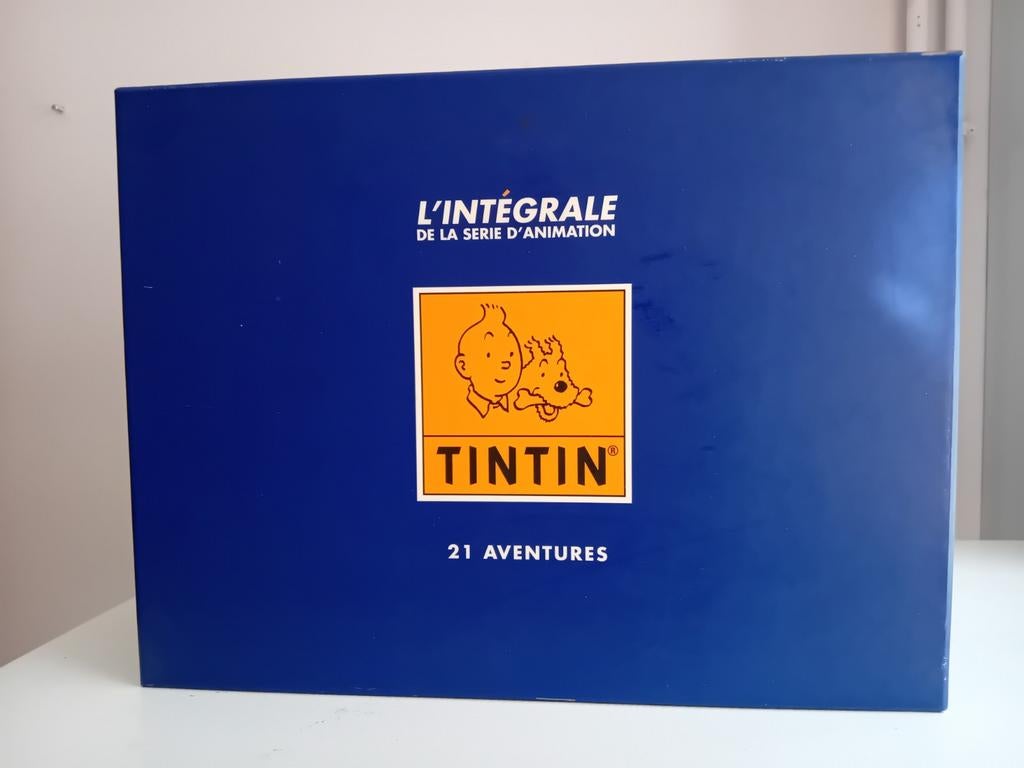 L'INTÉGRALE
DE LA SERIE D'ANIMATION
TINTIN®
21 AVENTURES